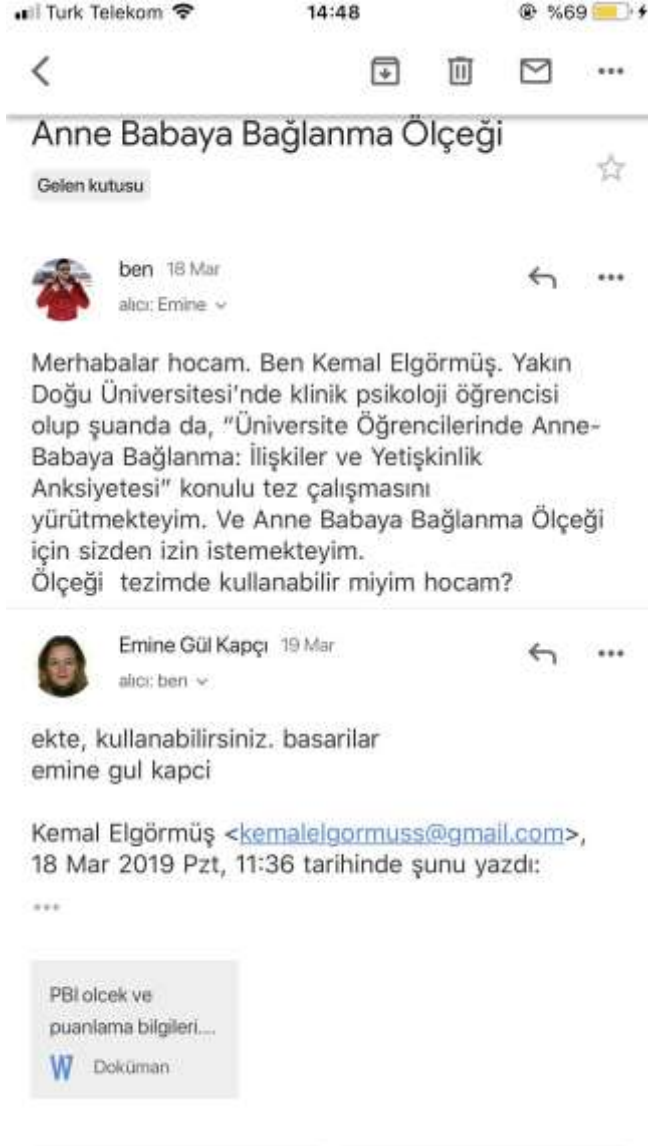 Turk Telekom 14:48 %69
Anne Babaya Bağlanma Ölçeği
Gelen kutusu
ben 18 Mar
alıcı: Emine
Merhabalar hocam. Ben Kemal Elgörmüş. Yakın
Doğu Üniversitesi'nde klinik psikoloji öğrencisi
olup şuanda da, "Üniversite Öğrencilerinde Anne-
Babaya Bağlanma: İlişkiler ve Yetişkinlik
Anksiyetesi" konulu tez çalışmasını
yürütmekteyim. Ve Anne Babaya Bağlanma Ölçeği
için sizden izin istemekteyim.
Ölçeği tezimde kullanabilir miyim hocam?
Emine Gül Kapçı 19 Mar
alıcı: ben
ekte, kullanabilirsiniz. basarilar
emine gul kapci
Kemal Elgörmüş <kemalelgormuss@gmail.com>,
18 Mar 2019 Pzt, 11:36 tarihinde şunu yazdı:
PBI olcek ve
puanlama bilgileri....
W Doküman